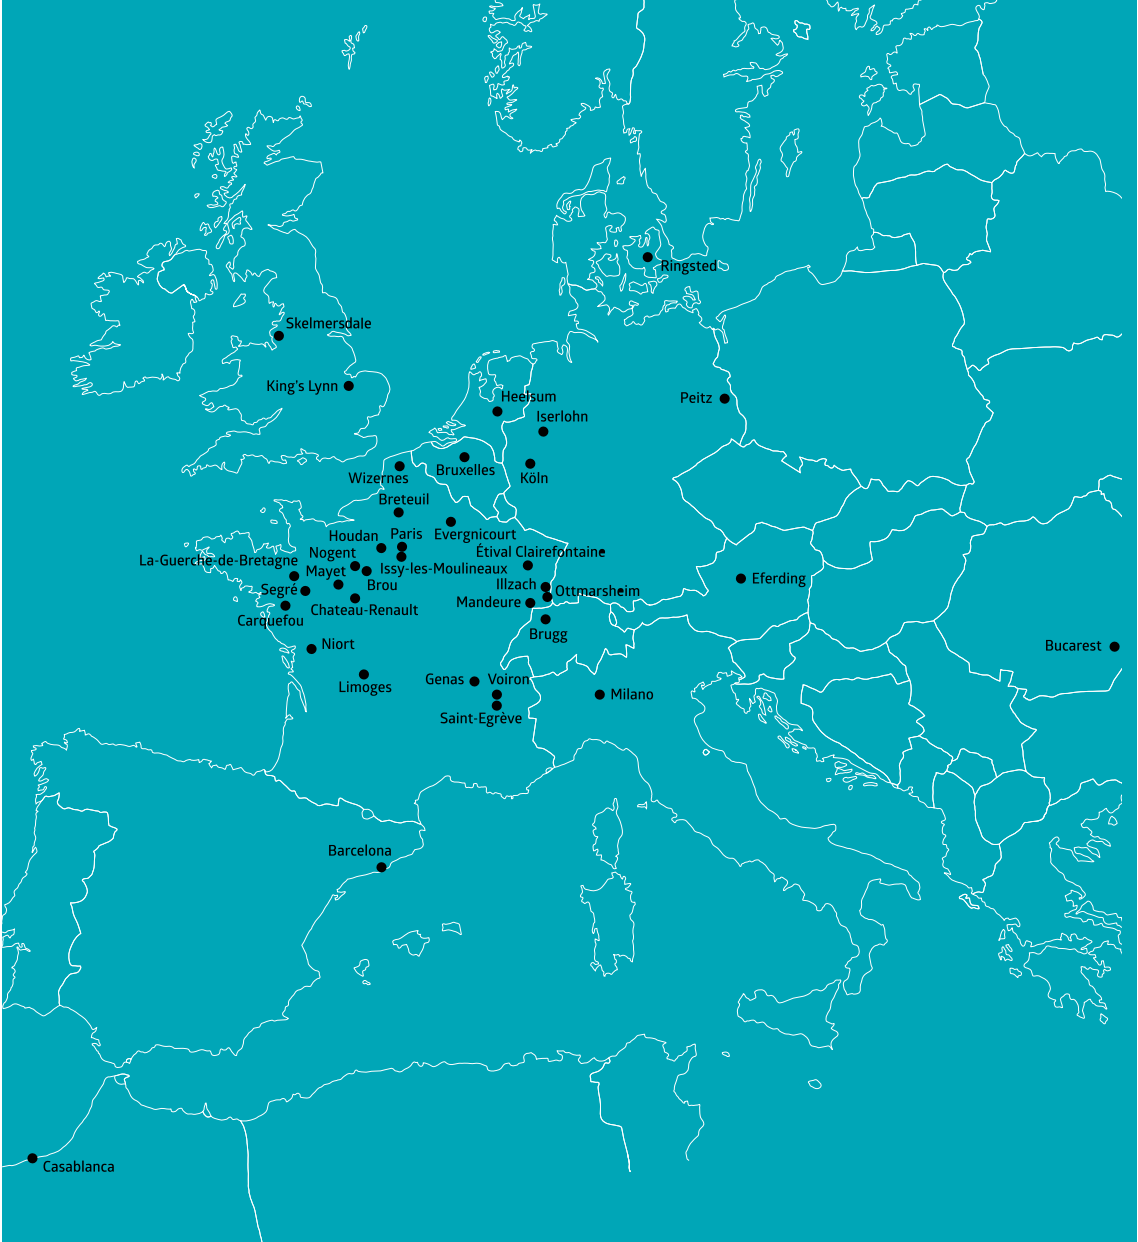 Ringsted
Skelmersdale
King's Lynn
Heelsum
Peitz
Iserlohn
Bruxelles
Wizernes
Köln
Breteuil
Evergnicourt
Houdan
Paris
Nogent
Étival Clairefontaine
La-Guerche-de-Bretagne
Mayet
Issy-les-Moulineaux
Eferding
Segré
Brou
Illzach
Ottmarsheim
Chateau-Renault
Mandeure
Carquefou
Brugg
Niort
Bucarest
Limoges
Genas
Voiron
Milano
Saint-Egrève
Barcelona
Casablanca